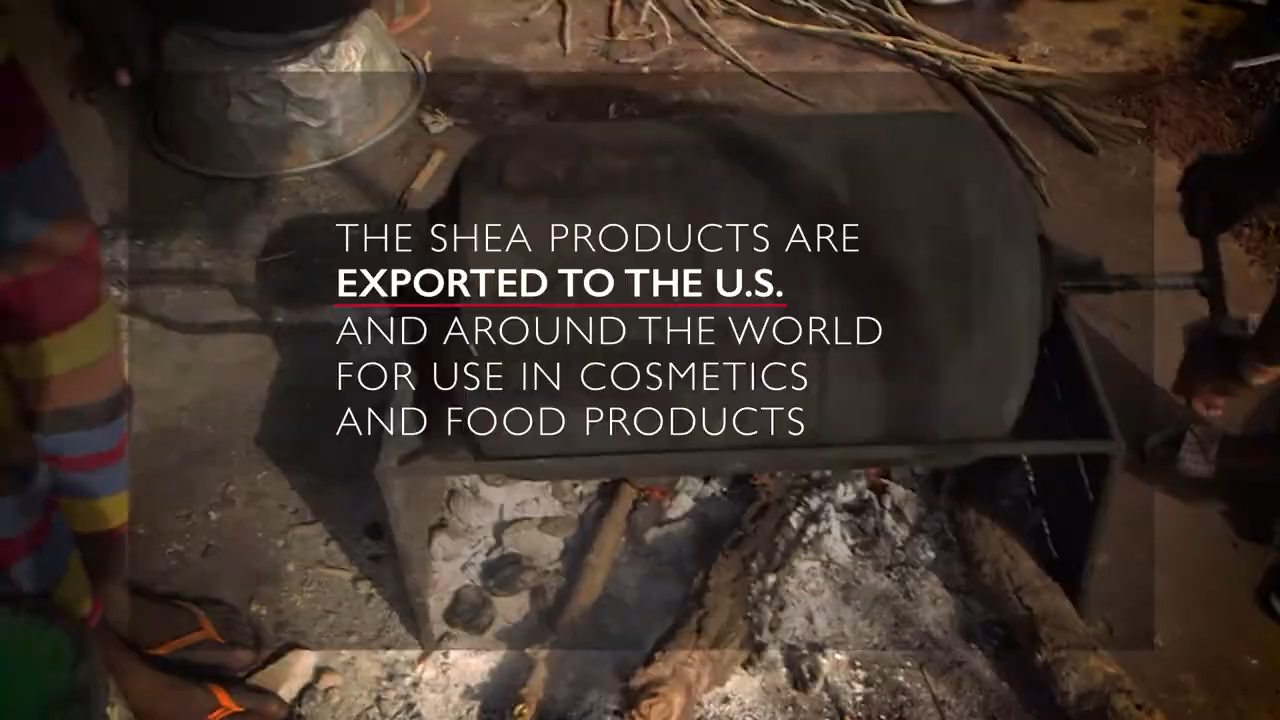 THE SHEA PRODUCTS ARE
EXPORTED TO THE U.S.
AND AROUND THE WORLD
FOR USE IN COSMETICS
AND FOOD PRODUCTS